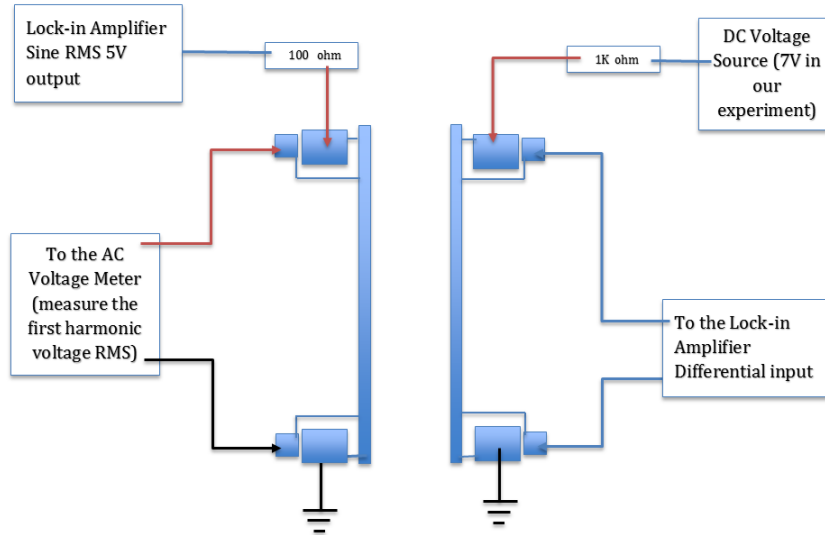 Lock-in Amplifier
Sine RMS 5V
output
100 ohm
1K ohm
DC Voltage
Source (7V in
our
experiment)
To the AC
Voltage Meter
(measure the
first harmonic
voltage RMS)
To the Lock-in
Amplifier
Differential input